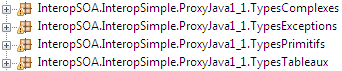 InteropSOA.InteropSimple.ProxyJava1_1.TypesComplexes
InteropSOA.InteropSimple.ProxyJava1_1.TypesExceptions
InteropSOA.InteropSimple.ProxyJava1_1.TypesPrimitifs
InteropSOA.InteropSimple.ProxyJava1_1.TypesTableaux